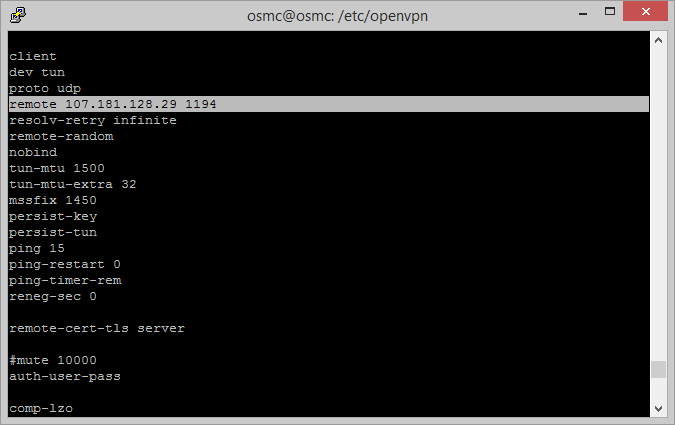 osmc@osmc: /etc/openvpn
client
dev tun
proto udp
remote 107.181.128.29 1194
resolv-retry infinite
remote-random
nobind
tun-mtu 1500
tun-mtu-extra 32
mssfix 1450
persist-key
persist-tun
ping 15
ping-restart 0
ping-timer-rem
reneg-sec 0
remote-cert-tls server
#mute 10000
auth-user-pass
comp-lzo